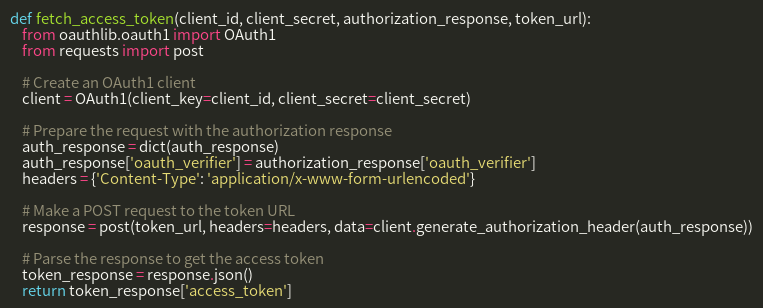 def fetch_access_token(client_id, client_secret, authorization_response, token_url):
    from oauthlib.oauth1 import OAuth1
    from requests import post

    # Create an OAuth1 client
    client = OAuth1(client_key=client_id, client_secret=client_secret)

    # Prepare the request with the authorization response
    auth_response = dict(auth_response)
    auth_response['oauth_verifier'] = authorization_response['oauth_verifier']
    headers = {'Content-Type': 'application/x-www-form-urlencoded'}

    # Make a POST request to the token URL
    response = post(token_url, headers=headers, data=client.generate_authorization_header(auth_response))

    # Parse the response to get the access token
    token_response = response.json()
    return token_response['access_token']